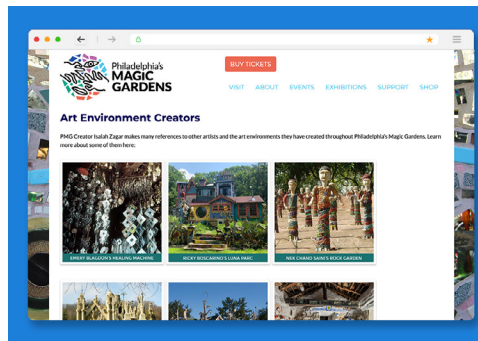 Philadelphia's
MAGIC
GARDENS
BUY TICKETS
VISIT ABOUT EVENTS EXHIBITIONS SUPPORT SHOP
Art Environment Creators
PMG Creator Isaiah Zagar makes many references to other artists and the art environments they have created throughout Philadelphia's Magic Gardens. Learn
more about some of them here:
EMERY BLAGDON'S HEALING MACHINE
RICKY BOSCARINO'S LUNA PARC
NEK CHAND SAINI'S ROCK GARDEN